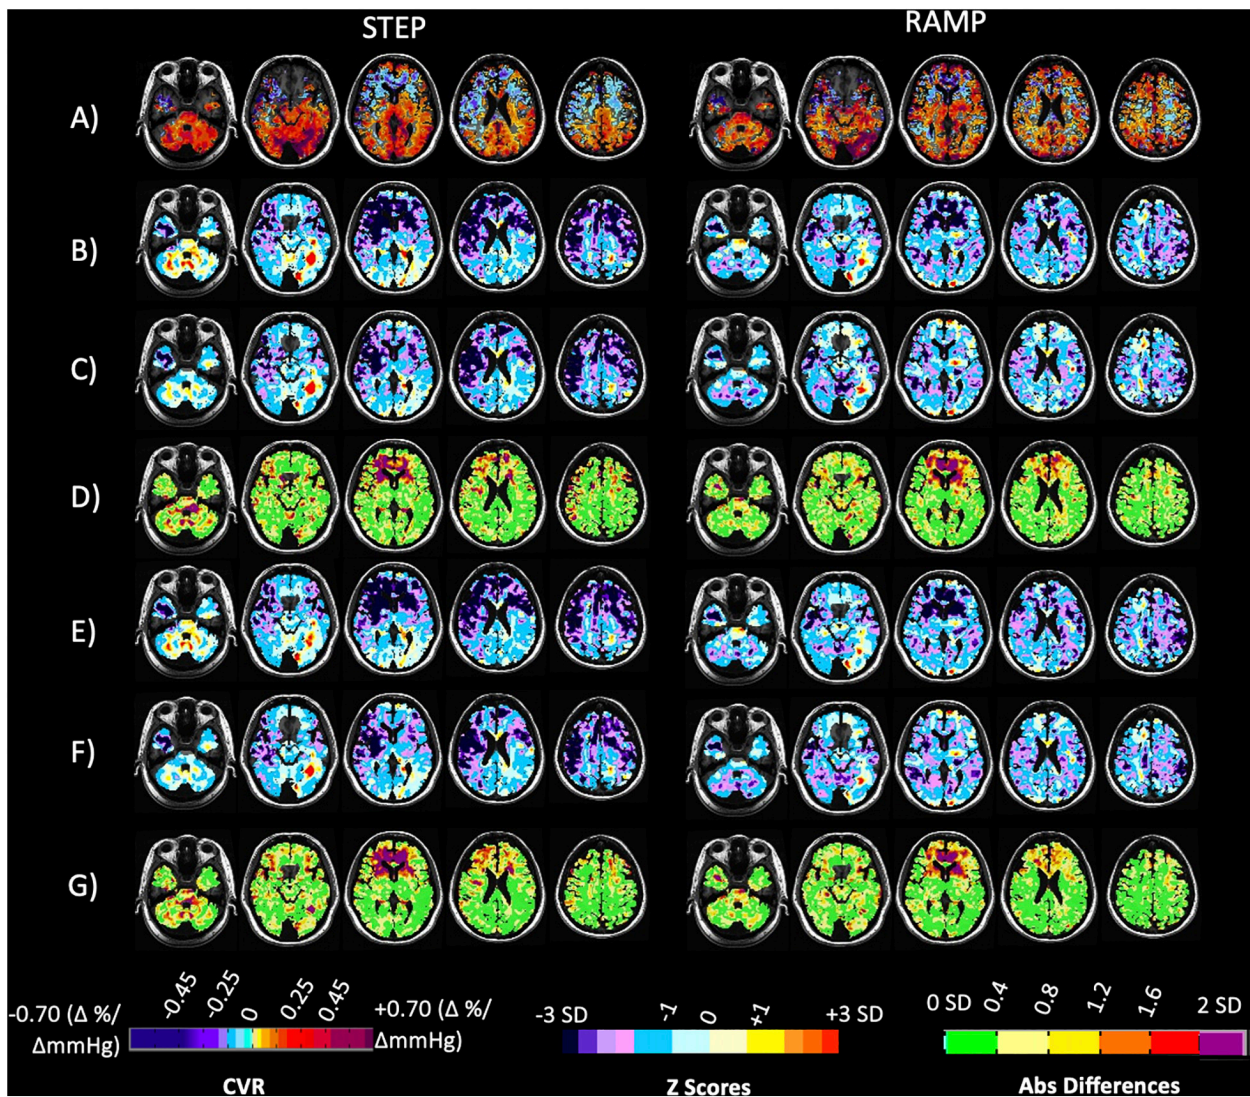 STEP
RAMP
A)
B)
C)
D)
E)
F)
G)
-0.70 (Δ %/
ΔmmHg)
-0.45
-0.25
0
0.25
0.45
+0.70 (Δ %/
ΔmmHg)
CVR
-3 SD
-1
0
+1
+3 SD
Z Scores
0 SD
0.4
0.8
1.2
1.6
2 SD
Abs Differences